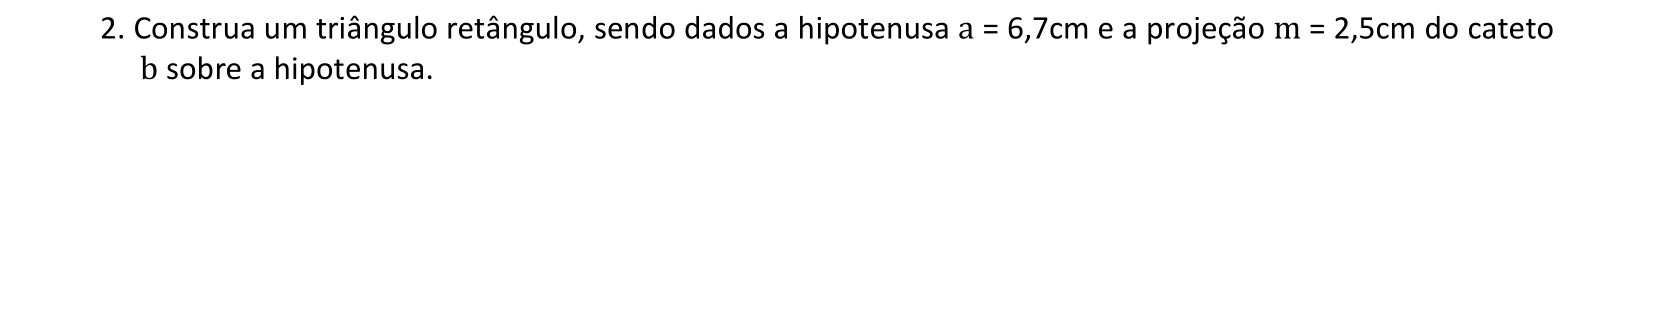 2. Construa um triângulo retângulo, sendo dados a hipotenusa a = 6,7cm e a projeção m = 2,5cm do cateto
b sobre a hipotenusa.